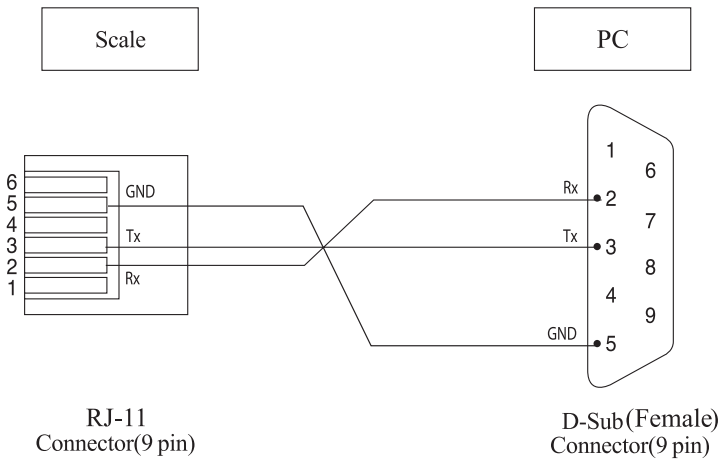 Scale
PC
6
5
4
3
2
1
GND
Tx
Rx
Rx
Tx
GND
1
2
3
4
5
6
7
8
9
RJ-11
Connector(9 pin)
D-Sub(Female)
Connector(9 pin)